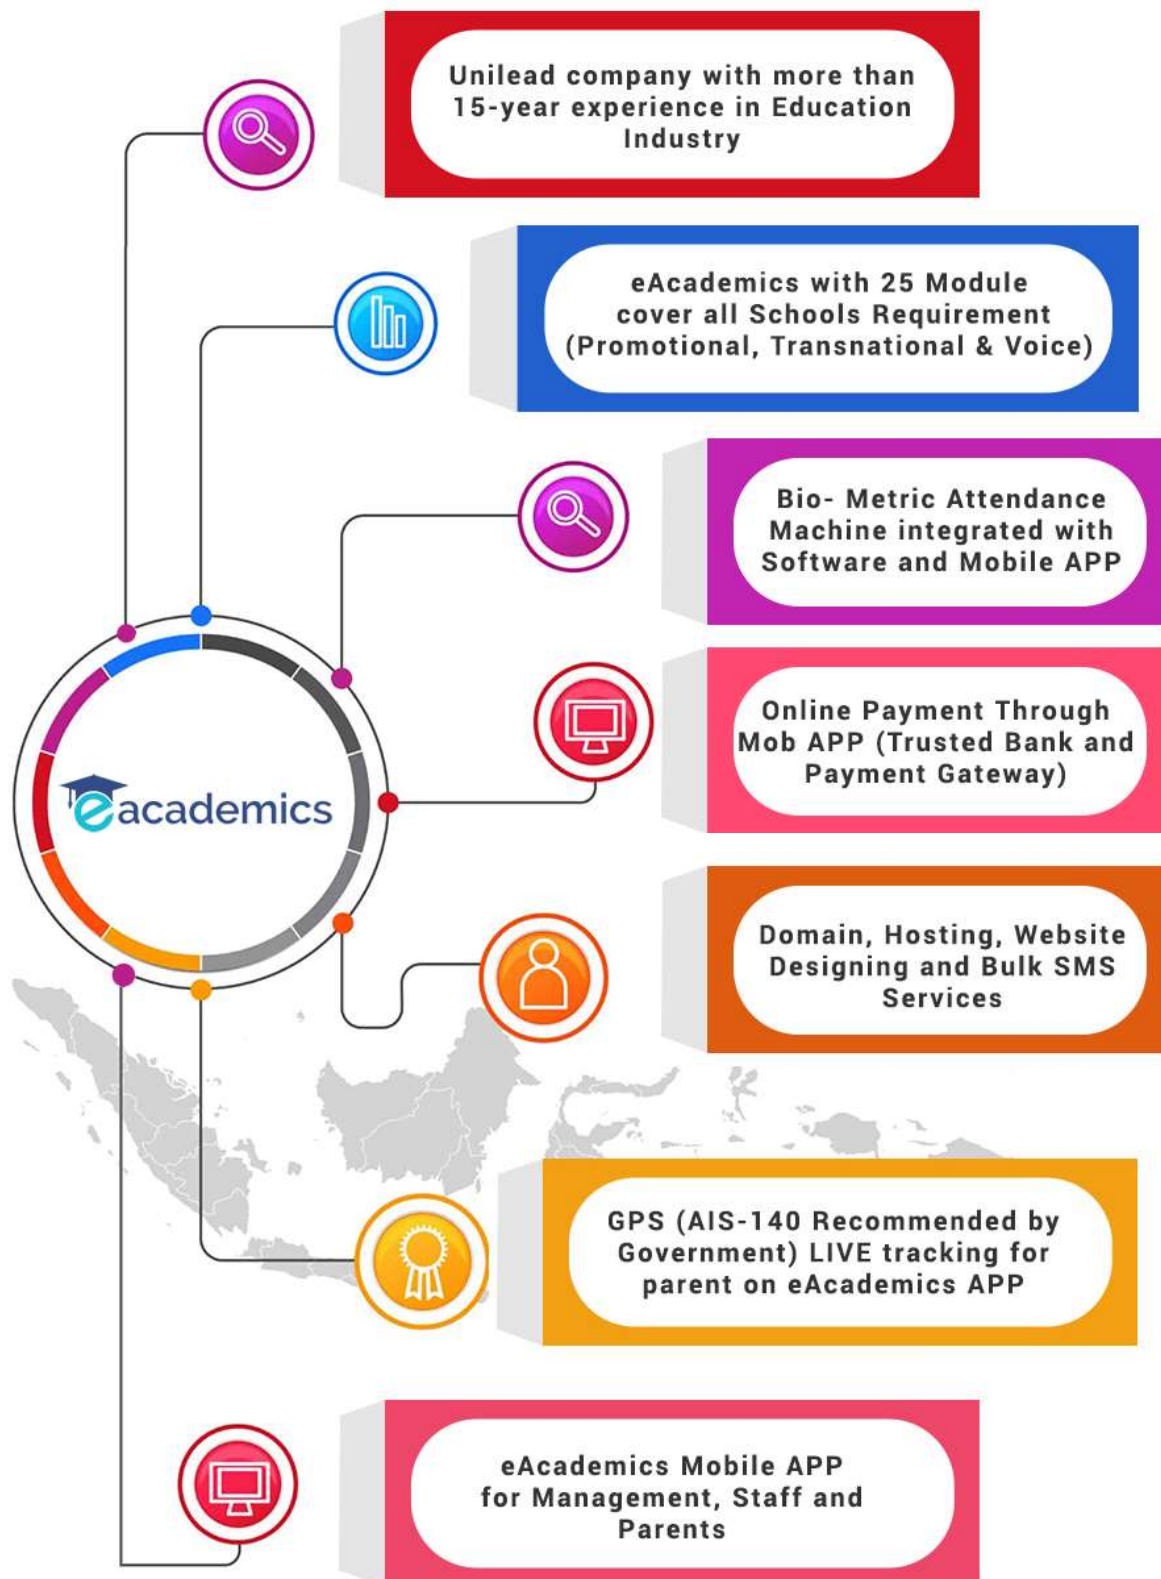 Unilead company with more than
15-year experience in Education
Industry
eAcademics with 25 Module
cover all Schools Requirement
(Promotional, Transnational & Voice)
Bio- Metric Attendance
Machine integrated with
Software and Mobile APP
Online Payment Through
Mob APP (Trusted Bank and
Payment Gateway)
eacademics
Domain, Hosting, Website
Designing and Bulk SMS
Services
GPS (AIS-140 Recommended by
Government) LIVE tracking for
parent on eAcademics APP
eAcademics Mobile APP
for Management, Staff and
Parents